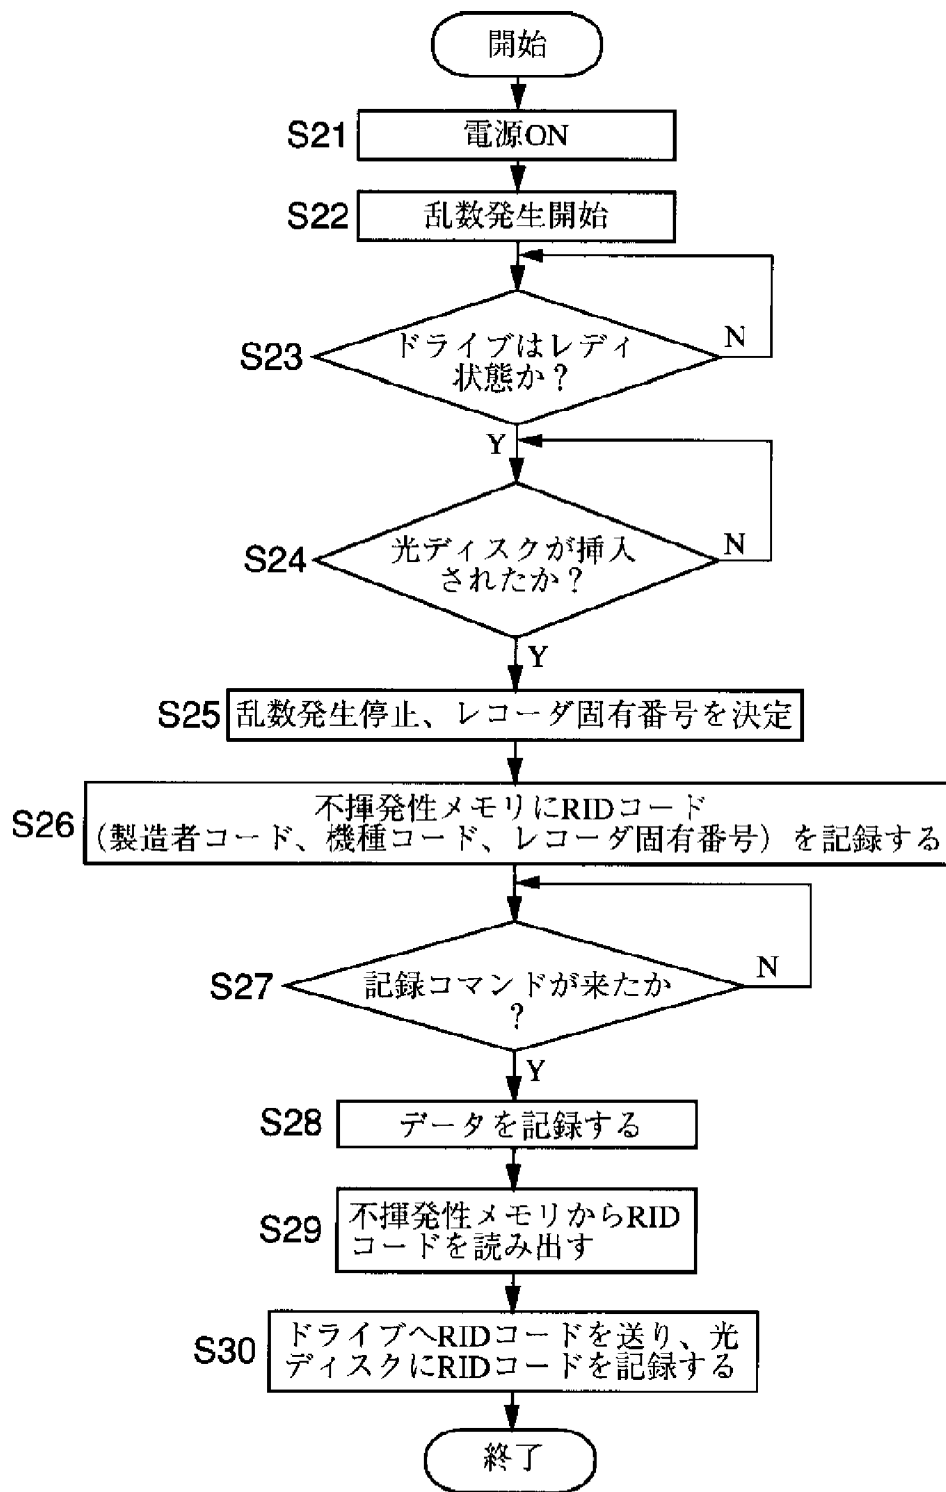 開始
S21
電源ON
S22
乱数発生開始
S23
ドライブはレディ
状態か?
N
Y
S24
光ディスクが挿入
されたか?
N
Y
S25
乱数発生停止、レコーダ固有番号を決定
S26
不揮発性メモリにRIDコード
(製造者コード、機種コード、レコーダ固有番号)を記録する
S27
記録コマンドが来たか
?
N
Y
S28
データを記録する
S29
不揮発性メモリからRID
コードを読み出す
S30
ドライブへRIDコードを送り、光
ディスクにRIDコードを記録する
終了